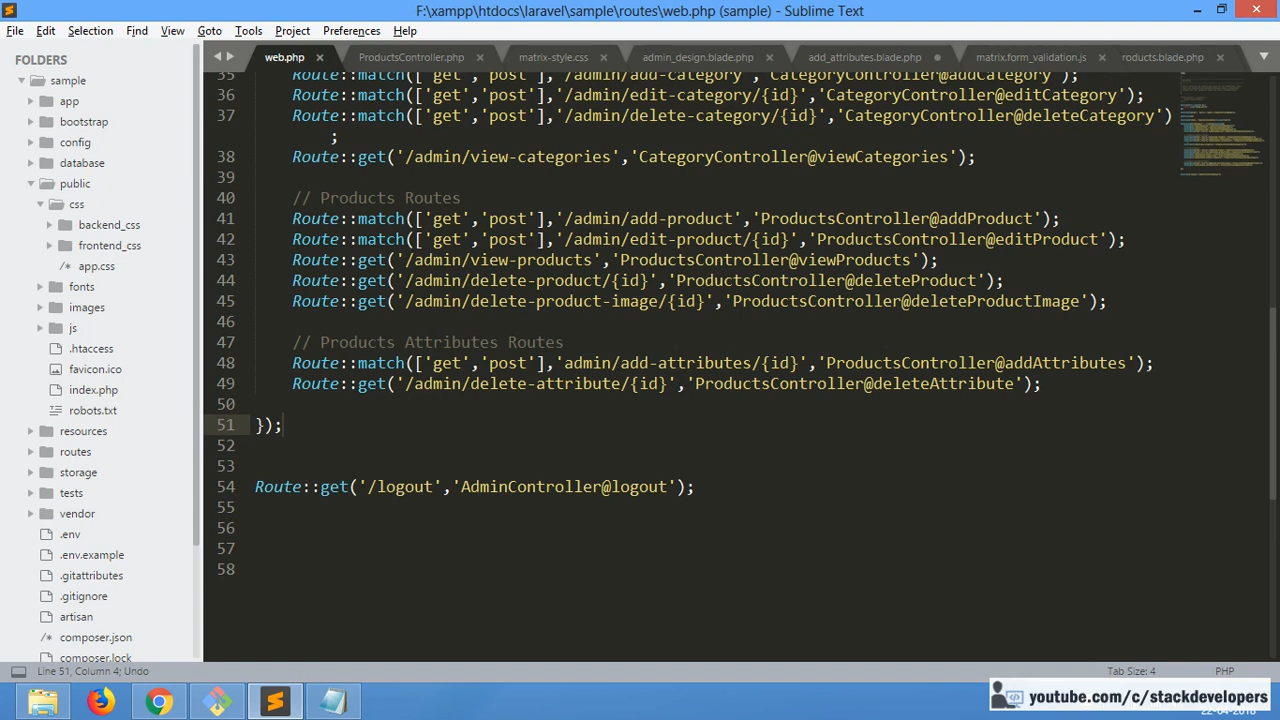 F:\xampp\htdocs\laravel\sample\routes\web.php (sample) - Sublime Text
File Edit Selection Find View Goto Tools Project Preferences Help
FOLDERS
sample
app
bootstrap
config
database
public
css
backend_css
frontend_css
/* app.css
fonts
images
js
.htaccess
favicon.ico
index.php
robots.txt
resources
routes
storage
tests
vendor
.env
.env.example
.gitattributes
.gitignore
artisan
/* composer.json
composer.lock
web.php ProductsController.php matrix-style.css admin_design.blade.php add_attributes.blade.php matrix.form_validation.js roducts.blade.php
35 Route::match(['get','post'],'/admin/add-category','CategoryController@addCategory');
36 Route::match(['get','post'],'/admin/edit-category/{id}','CategoryController@editCategory');
37 Route::match(['get','post'],'/admin/delete-category/{id}','CategoryController@deleteCategory')
;
38 Route::get('/admin/view-categories','CategoryController@viewCategories');
39
40 // Products Routes
41 Route::match(['get','post'],'/admin/add-product','ProductsController@addProduct');
42 Route::match(['get','post'],'/admin/edit-product/{id}','ProductsController@editProduct');
43 Route::get('/admin/view-products','ProductsController@viewProducts');
44 Route::get('/admin/delete-product/{id}','ProductsController@deleteProduct');
45 Route::get('/admin/delete-product-image/{id}','ProductsController@deleteProductImage');
46
47 // Products Attributes Routes
48 Route::match(['get','post'],'admin/add-attributes/{id}','ProductsController@addAttributes');
49 Route::get('/admin/delete-attribute/{id}','ProductsController@deleteAttribute');
50
51 });
52
53
54 Route::get('/logout','AdminController@logout');
55
56
57
58
Line 51, Column 4; Undo Tab Size: 4 PHP
youtube.com/c/stackdevelopers